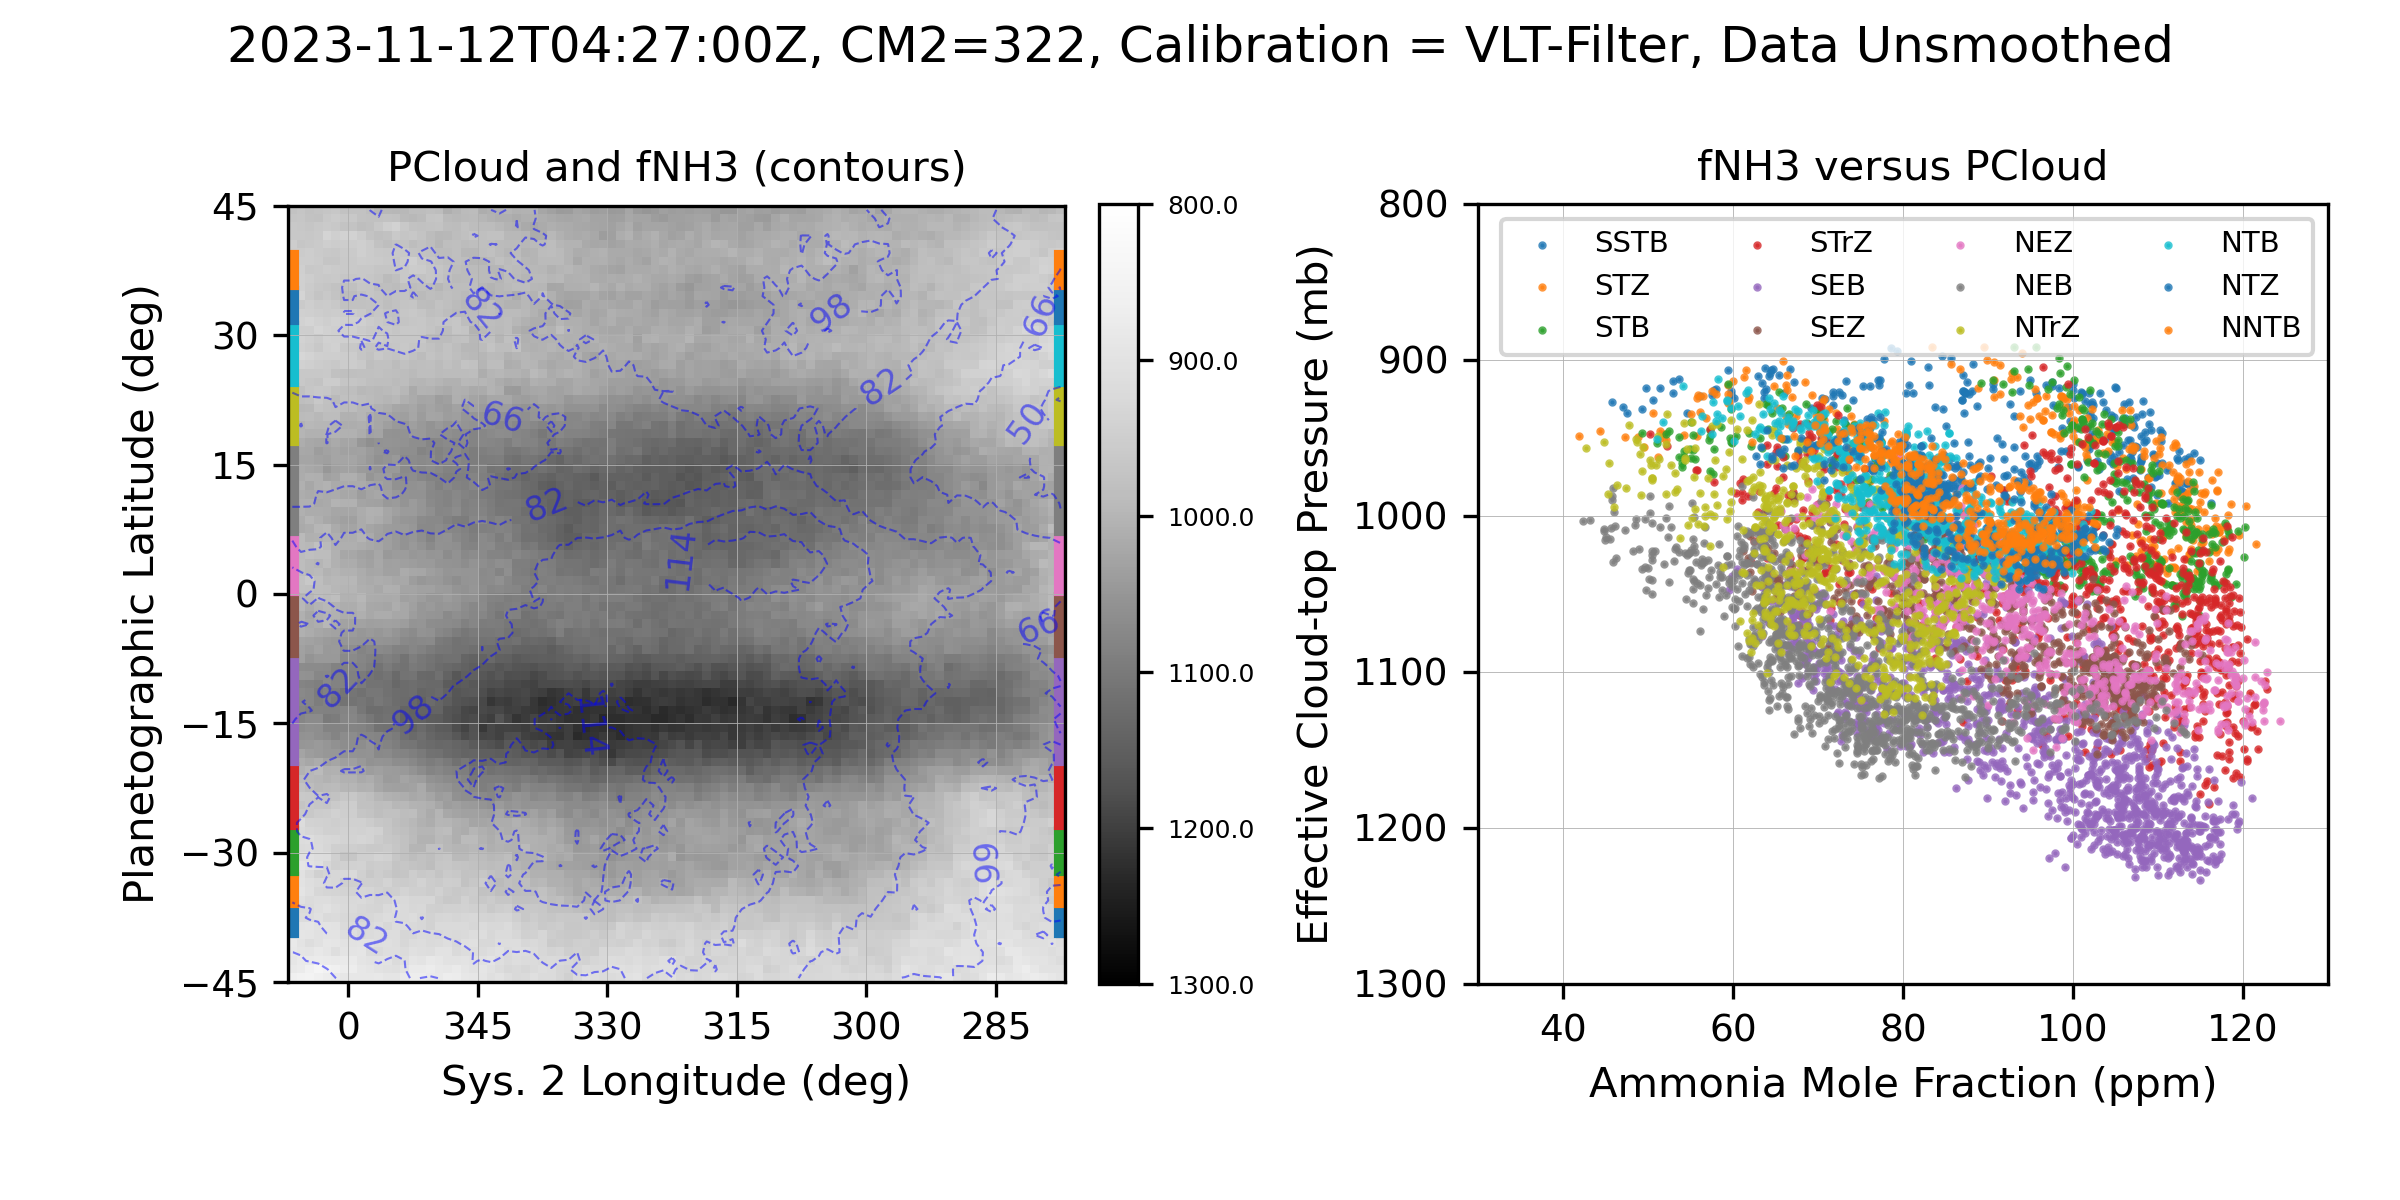 2023-11-12T04:27:00Z, CM2=322, Calibration = VLT-Filter, Data Unsmoothed
PCloud and fNH3 (contours)
Planetographic Latitude (deg)
45
30
15
0
−15
−30
−45
0
345
330
315
300
285
Sys. 2 Longitude (deg)
82
98
66
66
82
50
82
114
66
82
98
114
66
82
800.0
900.0
1000.0
1100.0
1200.0
1300.0
fNH3 versus PCloud
Effective Cloud-top Pressure (mb)
800
900
1000
1100
1200
1300
SSTB
STrZ
NEZ
NTB
STZ
SEB
NEB
NTZ
STB
SEZ
NTrZ
NNTB
40
60
80
100
120
Ammonia Mole Fraction (ppm)